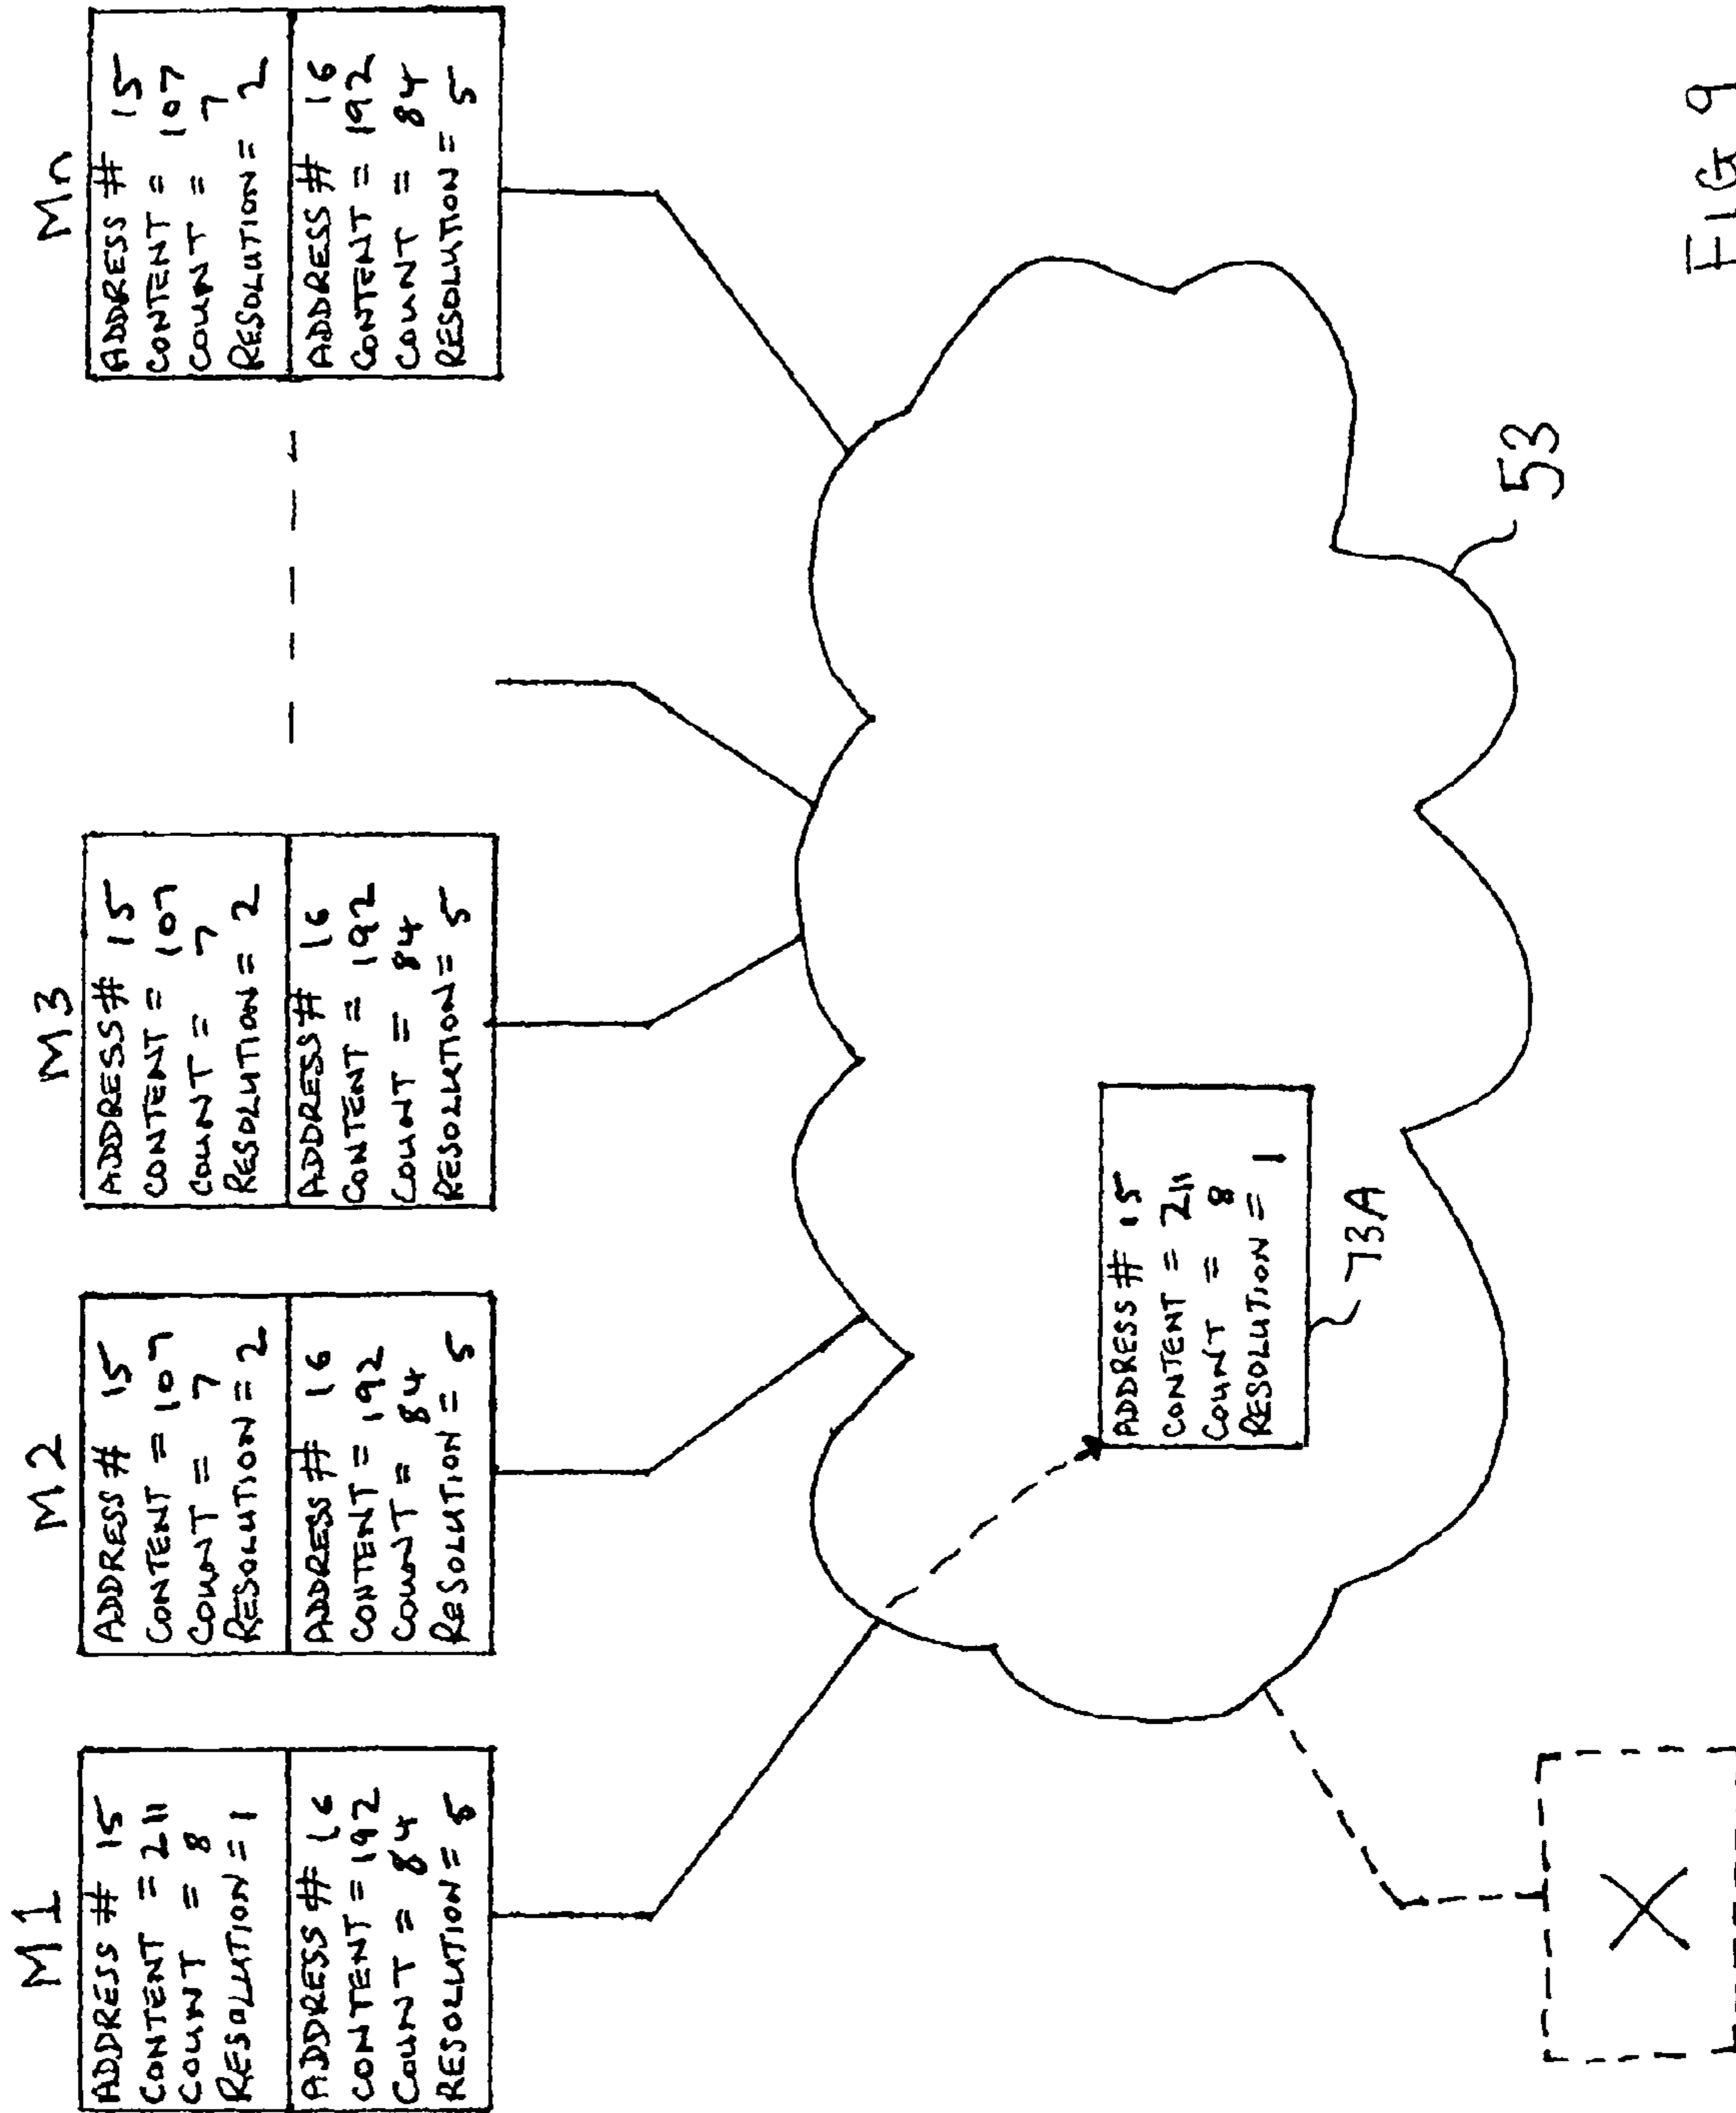 M1
ADDRESS # 15
CONTENT = 211
COUNT = 8
RESOLUTION = 1
ADDRESS # 16
CONTENT = 192
COUNT = 84
RESOLUTION = 5
M2
ADDRESS # 15
CONTENT = 107
COUNT = 7
RESOLUTION = 2
ADDRESS # 16
CONTENT = 192
COUNT = 84
RESOLUTION = 5
M3
ADDRESS # 15
CONTENT = 107
COUNT = 7
RESOLUTION = 2
ADDRESS # 16
CONTENT = 192
COUNT = 84
RESOLUTION = 5
Mn
ADDRESS # 15
CONTENT = 107
COUNT = 7
RESOLUTION = 2
ADDRESS # 16
CONTENT = 192
COUNT = 84
RESOLUTION = 5
ADDRESS # 15
CONTENT = 211
COUNT = 8
RESOLUTION = 1
73A
53
X
FIG 9